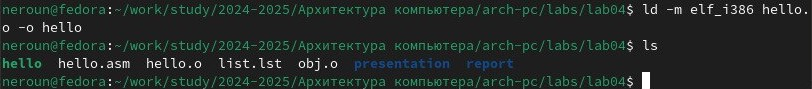 neroun@fedora:~/work/study/2024-2025/Архитектура компьютера/arch-pc/labs/lab04$ ld -m elf_i386 hello.
o -o hello
neroun@fedora:~/work/study/2024-2025/Архитектура компьютера/arch-pc/labs/lab04$ ls
hello  hello.asm  hello.o  list.lst  obj.o  presentation  report
neroun@fedora:~/work/study/2024-2025/Архитектура компьютера/arch-pc/labs/lab04$